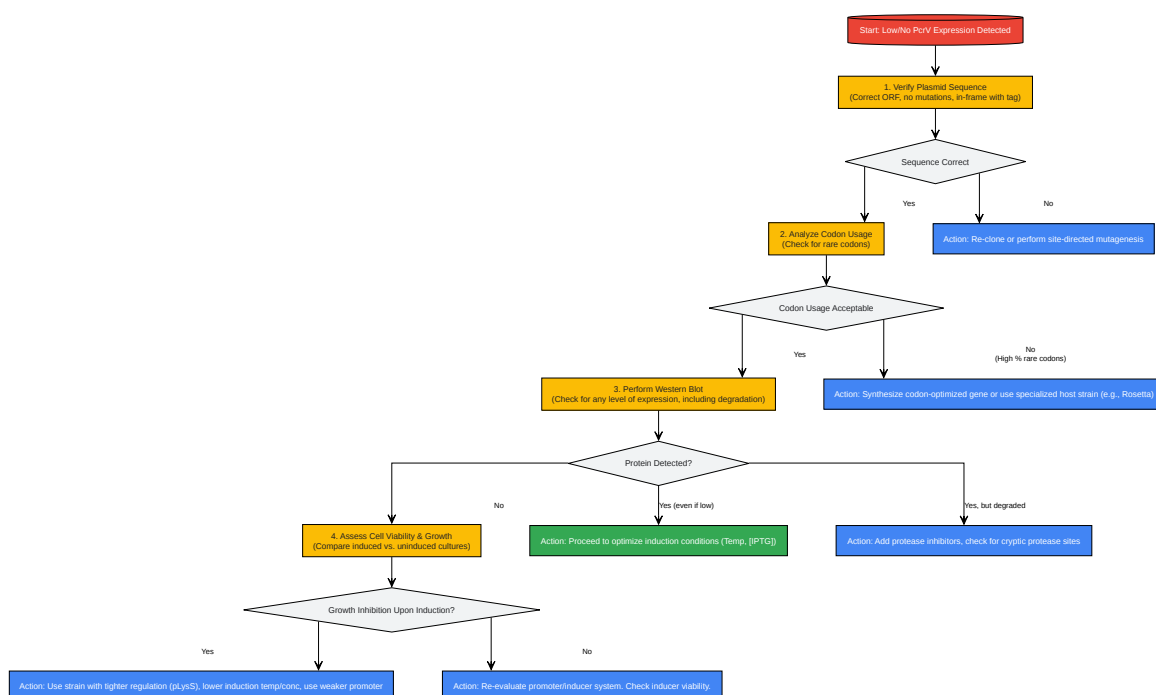 Start: Low/No PcrV Expression Detected
1. Verify Plasmid Sequence
(Correct ORF, no mutations, in-frame with tag)
Sequence Correct
Yes
No
2. Analyze Codon Usage
(Check for rare codons)
Action: Re-clone or perform site-directed mutagenesis
Codon Usage Acceptable
Yes
No
(High % rare codons)
3. Perform Western Blot
(Check for any level of expression, including degradation)
Action: Synthesize codon-optimized gene or use specialized host strain (e.g., Rosetta)
Protein Detected?
No
Yes (even if low)
Yes, but degraded
4. Assess Cell Viability & Growth
(Compare induced vs. uninduced cultures)
Action: Proceed to optimize induction conditions (Temp, [IPTG])
Action: Add protease inhibitors, check for cryptic protease sites
Growth Inhibition Upon Induction?
Yes
No
Action: Use strain with tighter regulation (pLysS), lower induction temp/conc, use weaker promoter
Action: Re-evaluate promoter/inducer system. Check inducer viability.